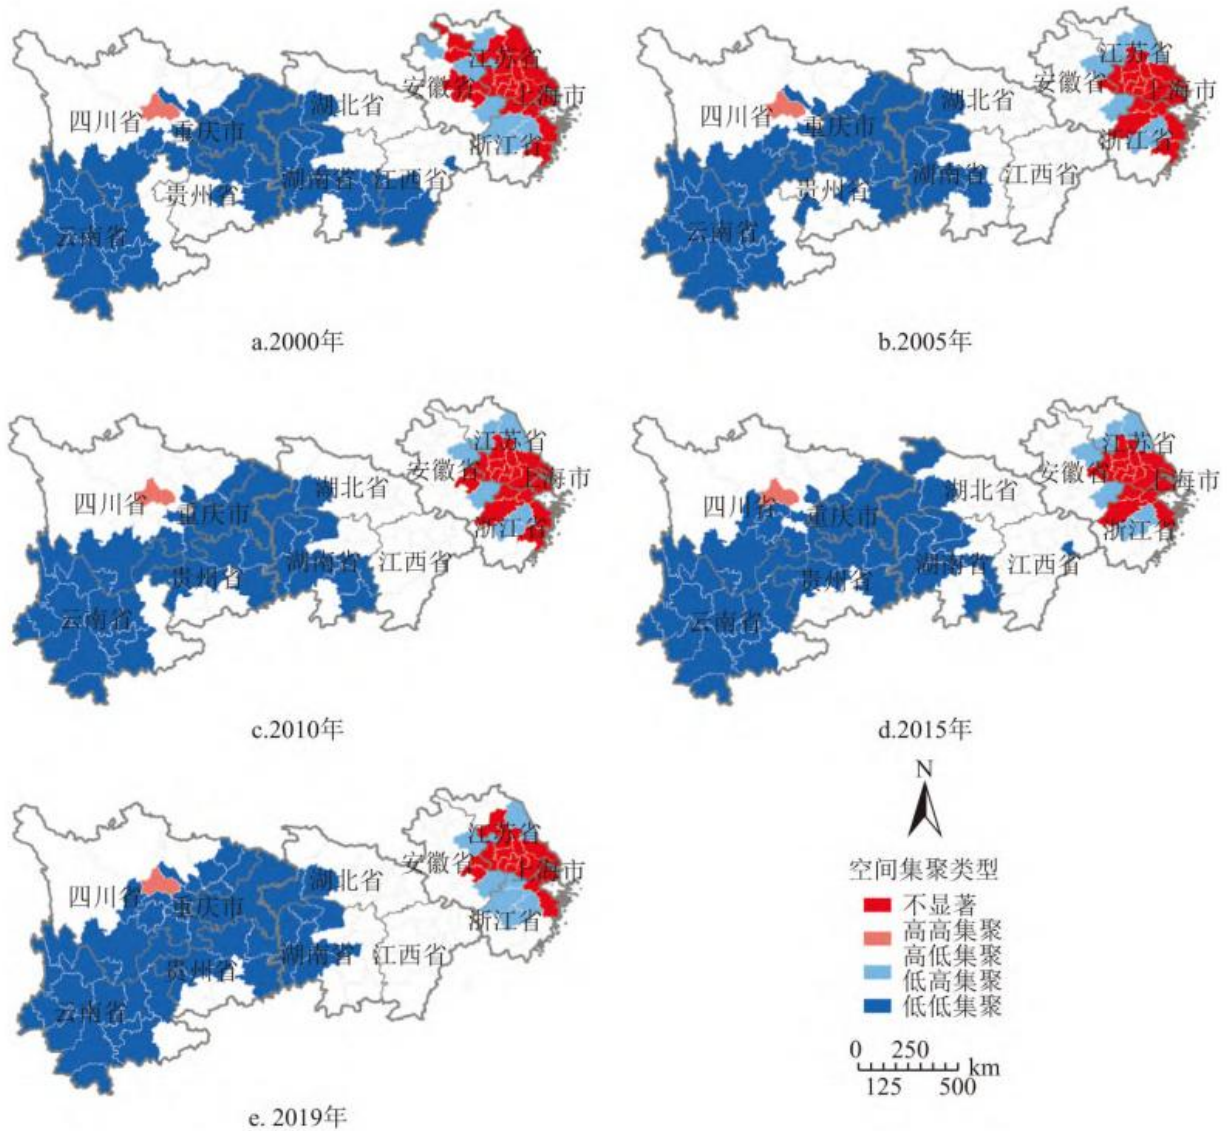 江苏省
安徽省
上海市
湖北省
四川省
重庆市
浙江省
湖南省
江西省
贵州省
云南省
a.2000年
江苏省
安徽省
上海市
湖北省
四川省
重庆市
浙江省
湖南省
江西省
贵州省
云南省
b.2005年
江苏省
安徽省
上海市
湖北省
四川省
重庆市
浙江省
湖南省
江西省
贵州省
云南省
c.2010年
江苏省
安徽省
上海市
湖北省
四川省
重庆市
浙江省
湖南省
江西省
贵州省
云南省
d.2015年
江苏省
安徽省
上海市
湖北省
四川省
重庆市
浙江省
湖南省
江西省
贵州省
云南省
e. 2019年
N
空间集聚类型
不显著
高高集聚
高低集聚
低高集聚
低低集聚
0 250
km
125 500